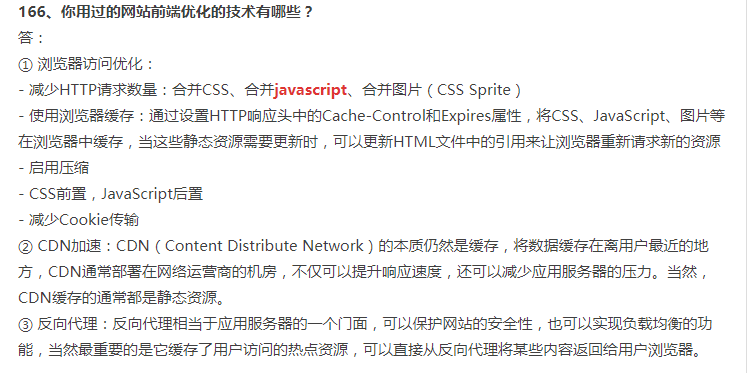 166、你用过的网站前端优化的技术有哪些？
答：
① 浏览器访问优化：
- 减少HTTP请求数量：合并CSS、合并javascript、合并图片（CSS Sprite）
- 使用浏览器缓存：通过设置HTTP响应头中的Cache-Control和Expires属性，将CSS、JavaScript、图片等
在浏览器中缓存，当这些静态资源需要更新时，可以更新HTML文件中的引用来让浏览器重新请求新的资源
- 启用压缩
- CSS前置，JavaScript后置
- 减少Cookie传输
② CDN加速：CDN（Content Distribute Network）的本质仍然是缓存，将数据缓存在离用户最近的地
方，CDN通常部署在网络运营商的机房，不仅可以提升响应速度，还可以减少应用服务器的压力。当然，
CDN缓存的通常都是静态资源。
③ 反向代理：反向代理相当于应用服务器的一个门面，可以保护网站的安全性，也可以实现负载均衡的功
能，当然最重要的是它缓存了用户访问的热点资源，可以直接从反向代理将某些内容返回给用户浏览器。